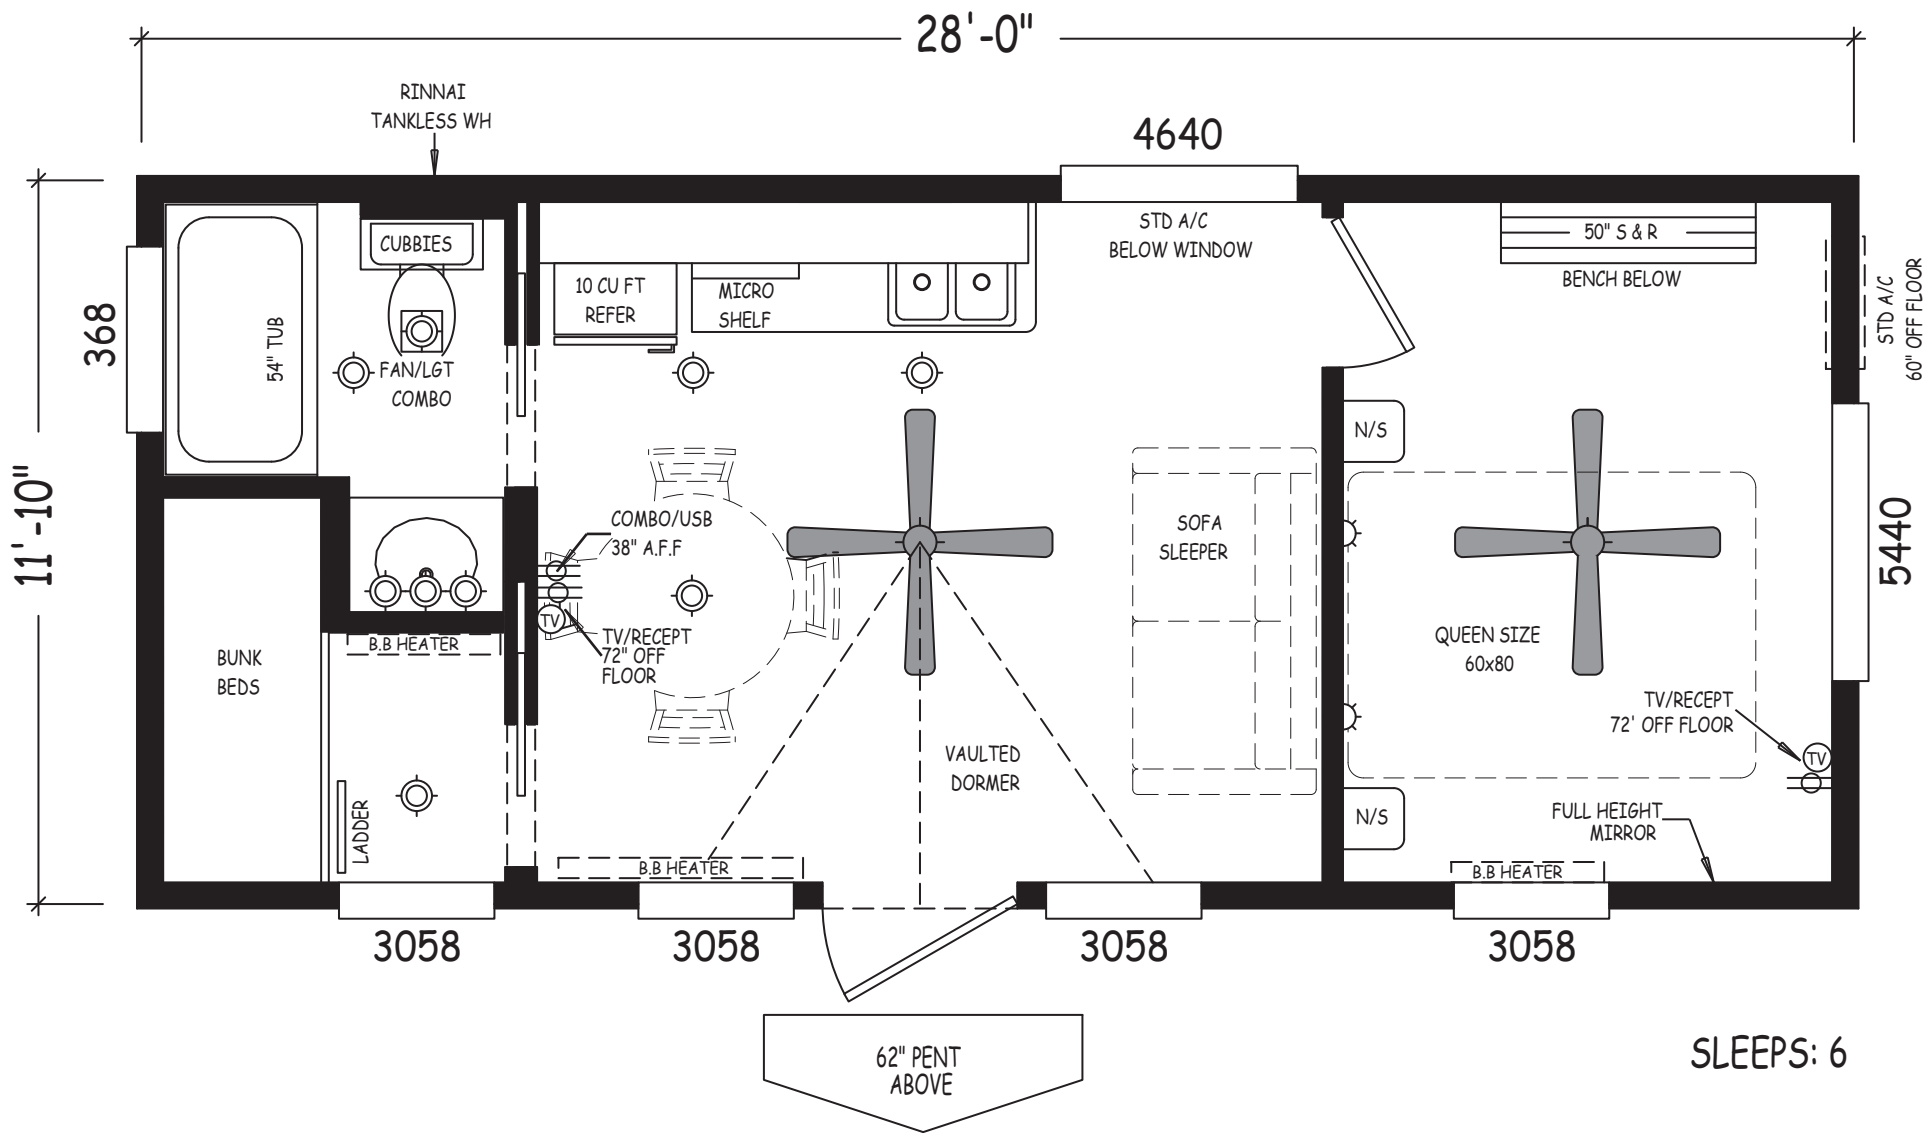 28'-0"
RINNAI
TANKLESS WH
4640
CUBBIES
10 CU FT
REFER
MICRO
SHELF
STD A/C
BELOW WINDOW
50" S & R
BENCH BELOW
STD A/C
60" OFF FLOOR
368
54" TUB
FAN/LGT
COMBO
N/S
11'-10"
COMBO/USB
38" A.F.F
SOFA
SLEEPER
5440
TV
TV/RECEPT
72" OFF
FLOOR
B.B HEATER
BUNK
BEDS
QUEEN SIZE
60x80
TV/RECPT
72' OFF FLOOR
TV
VAULTED
DORMER
LADDER
N/S
FULL HEIGHT
MIRROR
B.B HEATER
B.B HEATER
3058
3058
3058
3058
62" PENT
ABOVE
SLEEPS: 6